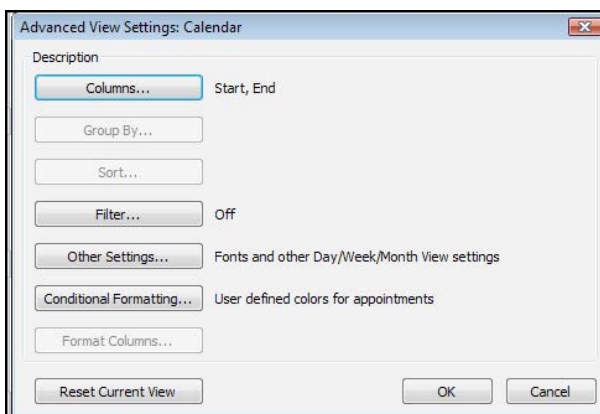 Advanced View Settings: Calendar
Description
Columns... Start, End
Group By...
Sort...
Filter... Off
Other Settings... Fonts and other Day/Week/Month View settings
Conditional Formatting... User defined colors for appointments
Format Columns...
Reset Current View OK Cancel